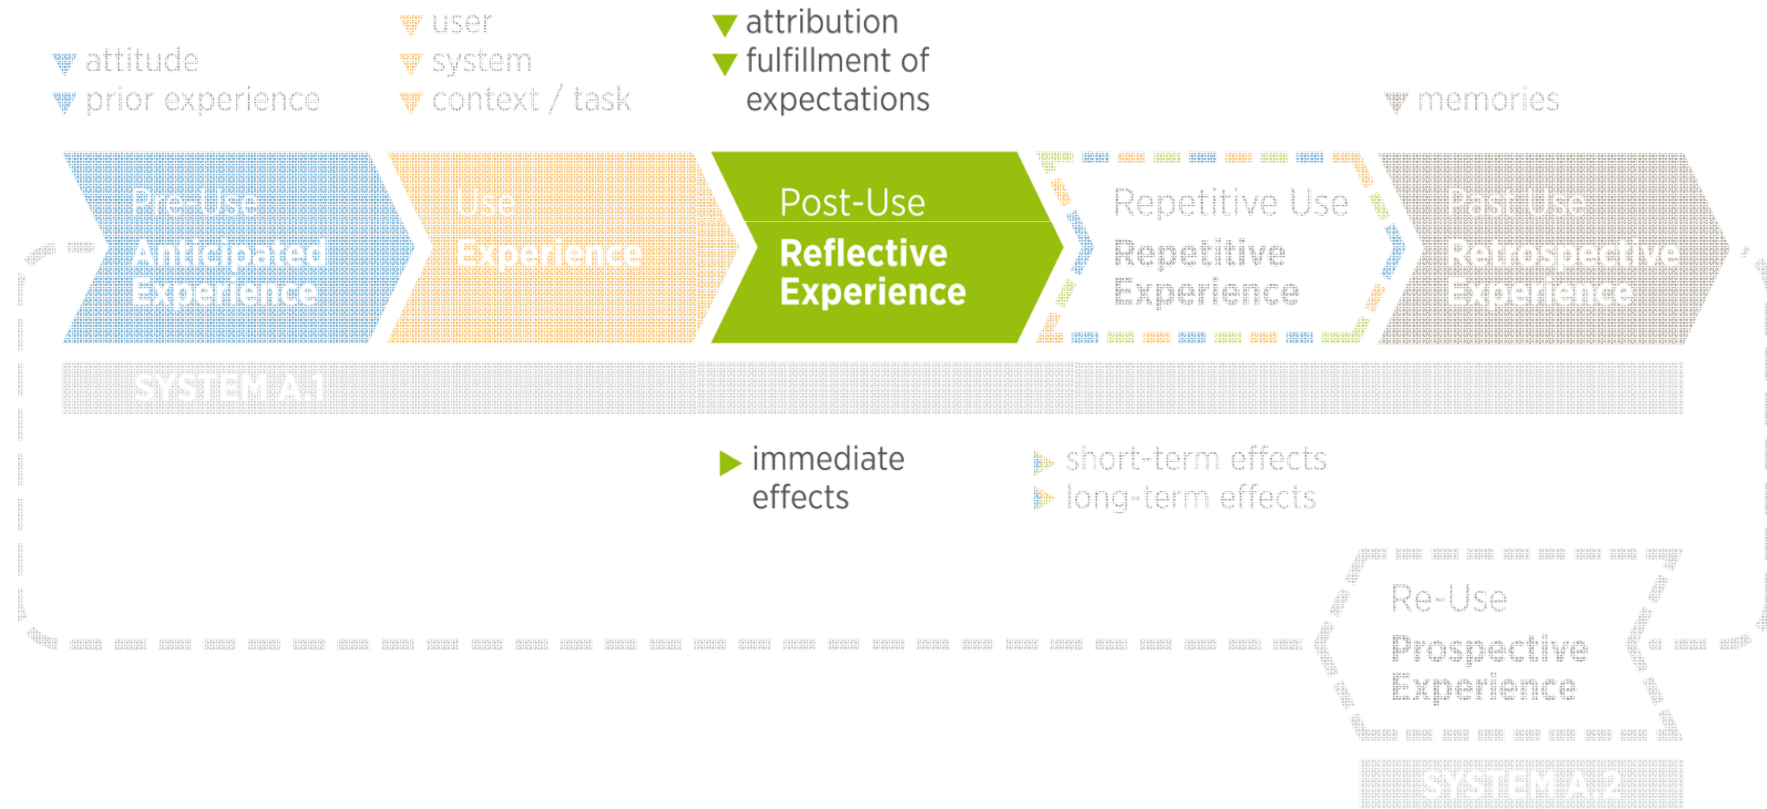 attitude
prior experience
user
system
context / task
attribution
fulfillment of
expectations
memories
Pre-Use
Anticipated
Experience
Use
Experience
Post-Use
Reflective
Experience
Repetitive Use
Repetitive
Experience
Past Use
Retrospective
Experience
SYSTEM A.1
immediate
effects
short-term effects
long-term effects
Re-Use
Prospective
Experience
SYSTEM A.2